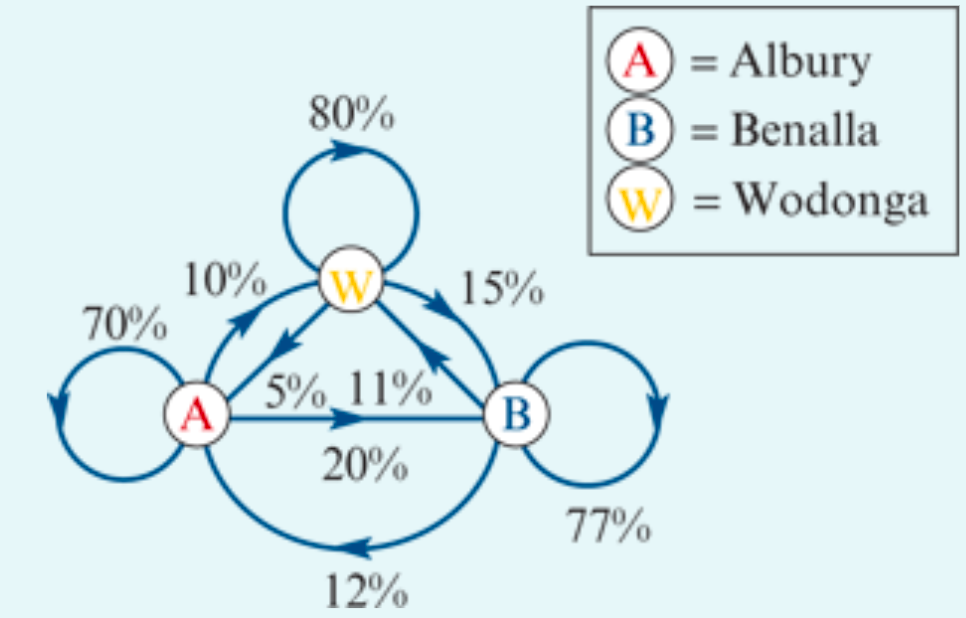 A = Albury
B = Benalla
W = Wodonga
80%
10%
W
15%
70%
5%
11%
A
B
20%
77%
12%